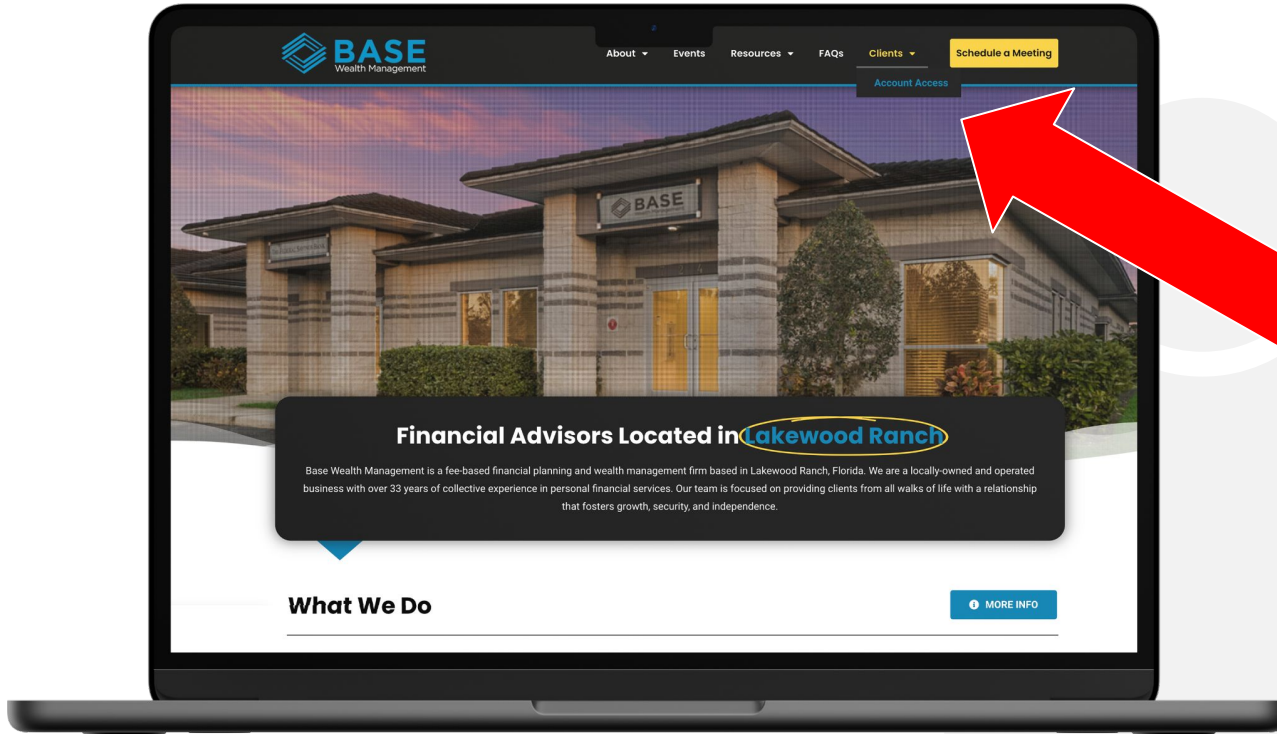 BASE
Wealth Management
About Events Resources FAQs Clients Schedule a Meeting
Account Access
BASE
Financial Advisors Located in Lakewood Ranch
Base Wealth Management is a fee-based financial planning and wealth management firm based in Lakewood Ranch, Florida. We are a locally-owned and operated
business with over 33 years of collective experience in personal financial services. Our team is focused on providing clients from all walks of life with a relationship
that fosters growth, security, and independence.
What We Do
MORE INFO